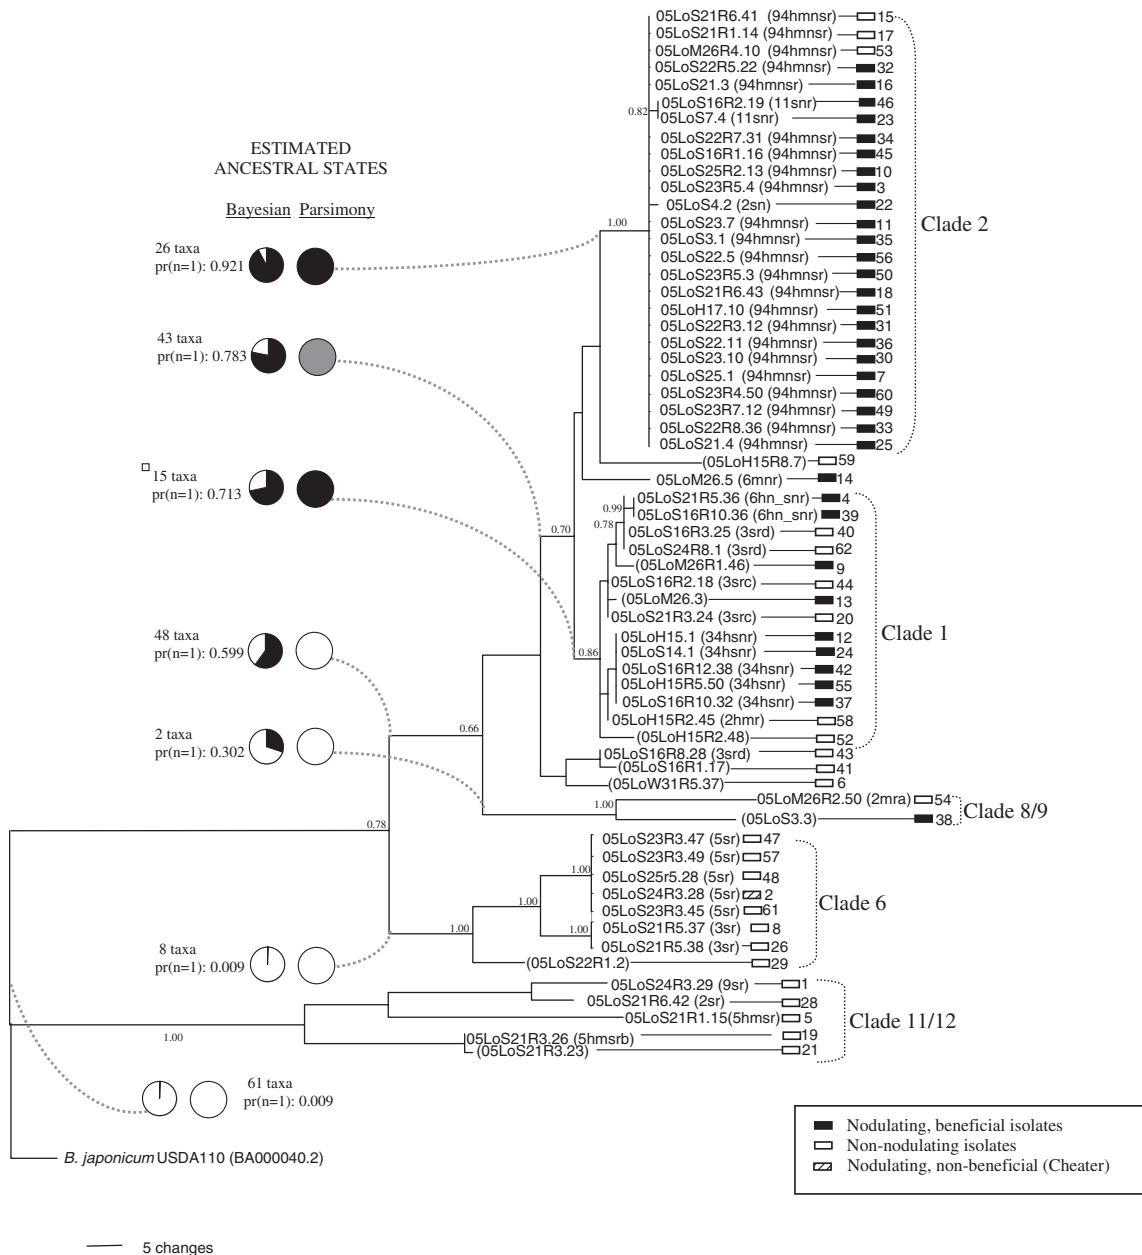 ESTIMATED
ANCESTRAL STATES
Bayesian Parsimony
26 taxa
pr(n=1): 0.921
43 taxa
pr(n=1): 0.783
15 taxa
pr(n=1): 0.713
48 taxa
pr(n=1): 0.599
2 taxa
pr(n=1): 0.302
8 taxa
pr(n=1): 0.009
61 taxa
pr(n=1): 0.009
05LoS21R6.41 (94hmnsr) 15
05LoS21R1.14 (94hmnsr) 17
05LoM26R4.10 (94hmnsr) 53
05LoS22R5.22 (94hmnsr) 32
05LoS21.3 (94hmnsr) 16
0.82
05LoS16R2.19 (11snr) 46
05LoS7.4 (11snr) 23
05LoS22R7.31 (94hmnsr) 34
05LoS16R1.16 (94hmnsr) 45
05LoS25R2.13 (94hmnsr) 10
05LoS23R5.4 (94hmnsr) 3
05LoS4.2 (2sn) 22
1.00
05LoS23.7 (94hmnsr) 11
Clade 2
05LoS3.1 (94hmnsr) 35
05LoS22.5 (94hmnsr) 56
05LoS23R5.3 (94hmnsr) 50
05LoS21R6.43 (94hmnsr) 18
05LoH17.10 (94hmnsr) 51
05LoS22R3.12 (94hmnsr) 31
05LoS22.11 (94hmnsr) 36
05LoS23.10 (94hmnsr) 30
05LoS25.1 (94hmnsr) 7
05LoS23R4.50 (94hmnsr) 60
05LoS23R7.12 (94hmnsr) 49
05LoS22R8.36 (94hmnsr) 33
05LoS21.4 (94hmnsr) 25
(05LoH15R8.7) 59
05LoM26.5 (6mnr) 14
05LoS21R5.36 (6hn_snr) 4
0.99
05LoS16R10.36 (6hn_snr) 39
0.78
0.70
05LoS16R3.25 (3srd) 40
05LoS24R8.1 (3srd) 62
(05LoM26R1.46) 9
05LoS16R2.18 (3src) 44
(05LoM26.3) 13
05LoS21R3.24 (3src) 20
05LoH15.1 (34hsnr) 12
Clade 1
0.86
05LoS14.1 (34hsnr) 24
05LoS16R12.38 (34hsnr) 42
05LoH15R5.50 (34hsnr) 55
05LoS16R10.32 (34hsnr) 37
05LoH15R2.45 (2hmr) 58
0.66
(05LoH15R2.48) 52
05LoS16R8.28 (3srd) 43
(05LoS16R1.17) 41
(05LoW31R5.37) 6
1.00
05LoM26R2.50 (2mra) 54
Clade 8/9
(05LoS3.3) 38
0.78
05LoS23R3.47 (5sr) 47
05LoS23R3.49 (5sr) 57
1.00
05LoS25r5.28 (5sr) 48
05LoS24R3.28 (5sr) 2
1.00
Clade 6
05LoS23R3.45 (5sr) 61
1.00
1.00
05LoS21R5.37 (3sr) 8
05LoS21R5.38 (3sr) 26
(05LoS22R1.2) 29
05LoS24R3.29 (9sr) 1
05LoS21R6.42 (2sr) 28
05LoS21R1.15(5hmsr) 5
Clade 11/12
1.00
05LoS21R3.26 (5hmsrb) 19
(05LoS21R3.23) 21
B. japonicum USDA110 (BA000040.2)
Nodulating, beneficial isolates
Non-nodulating isolates
Nodulating, non-beneficial (Cheater)
5 changes